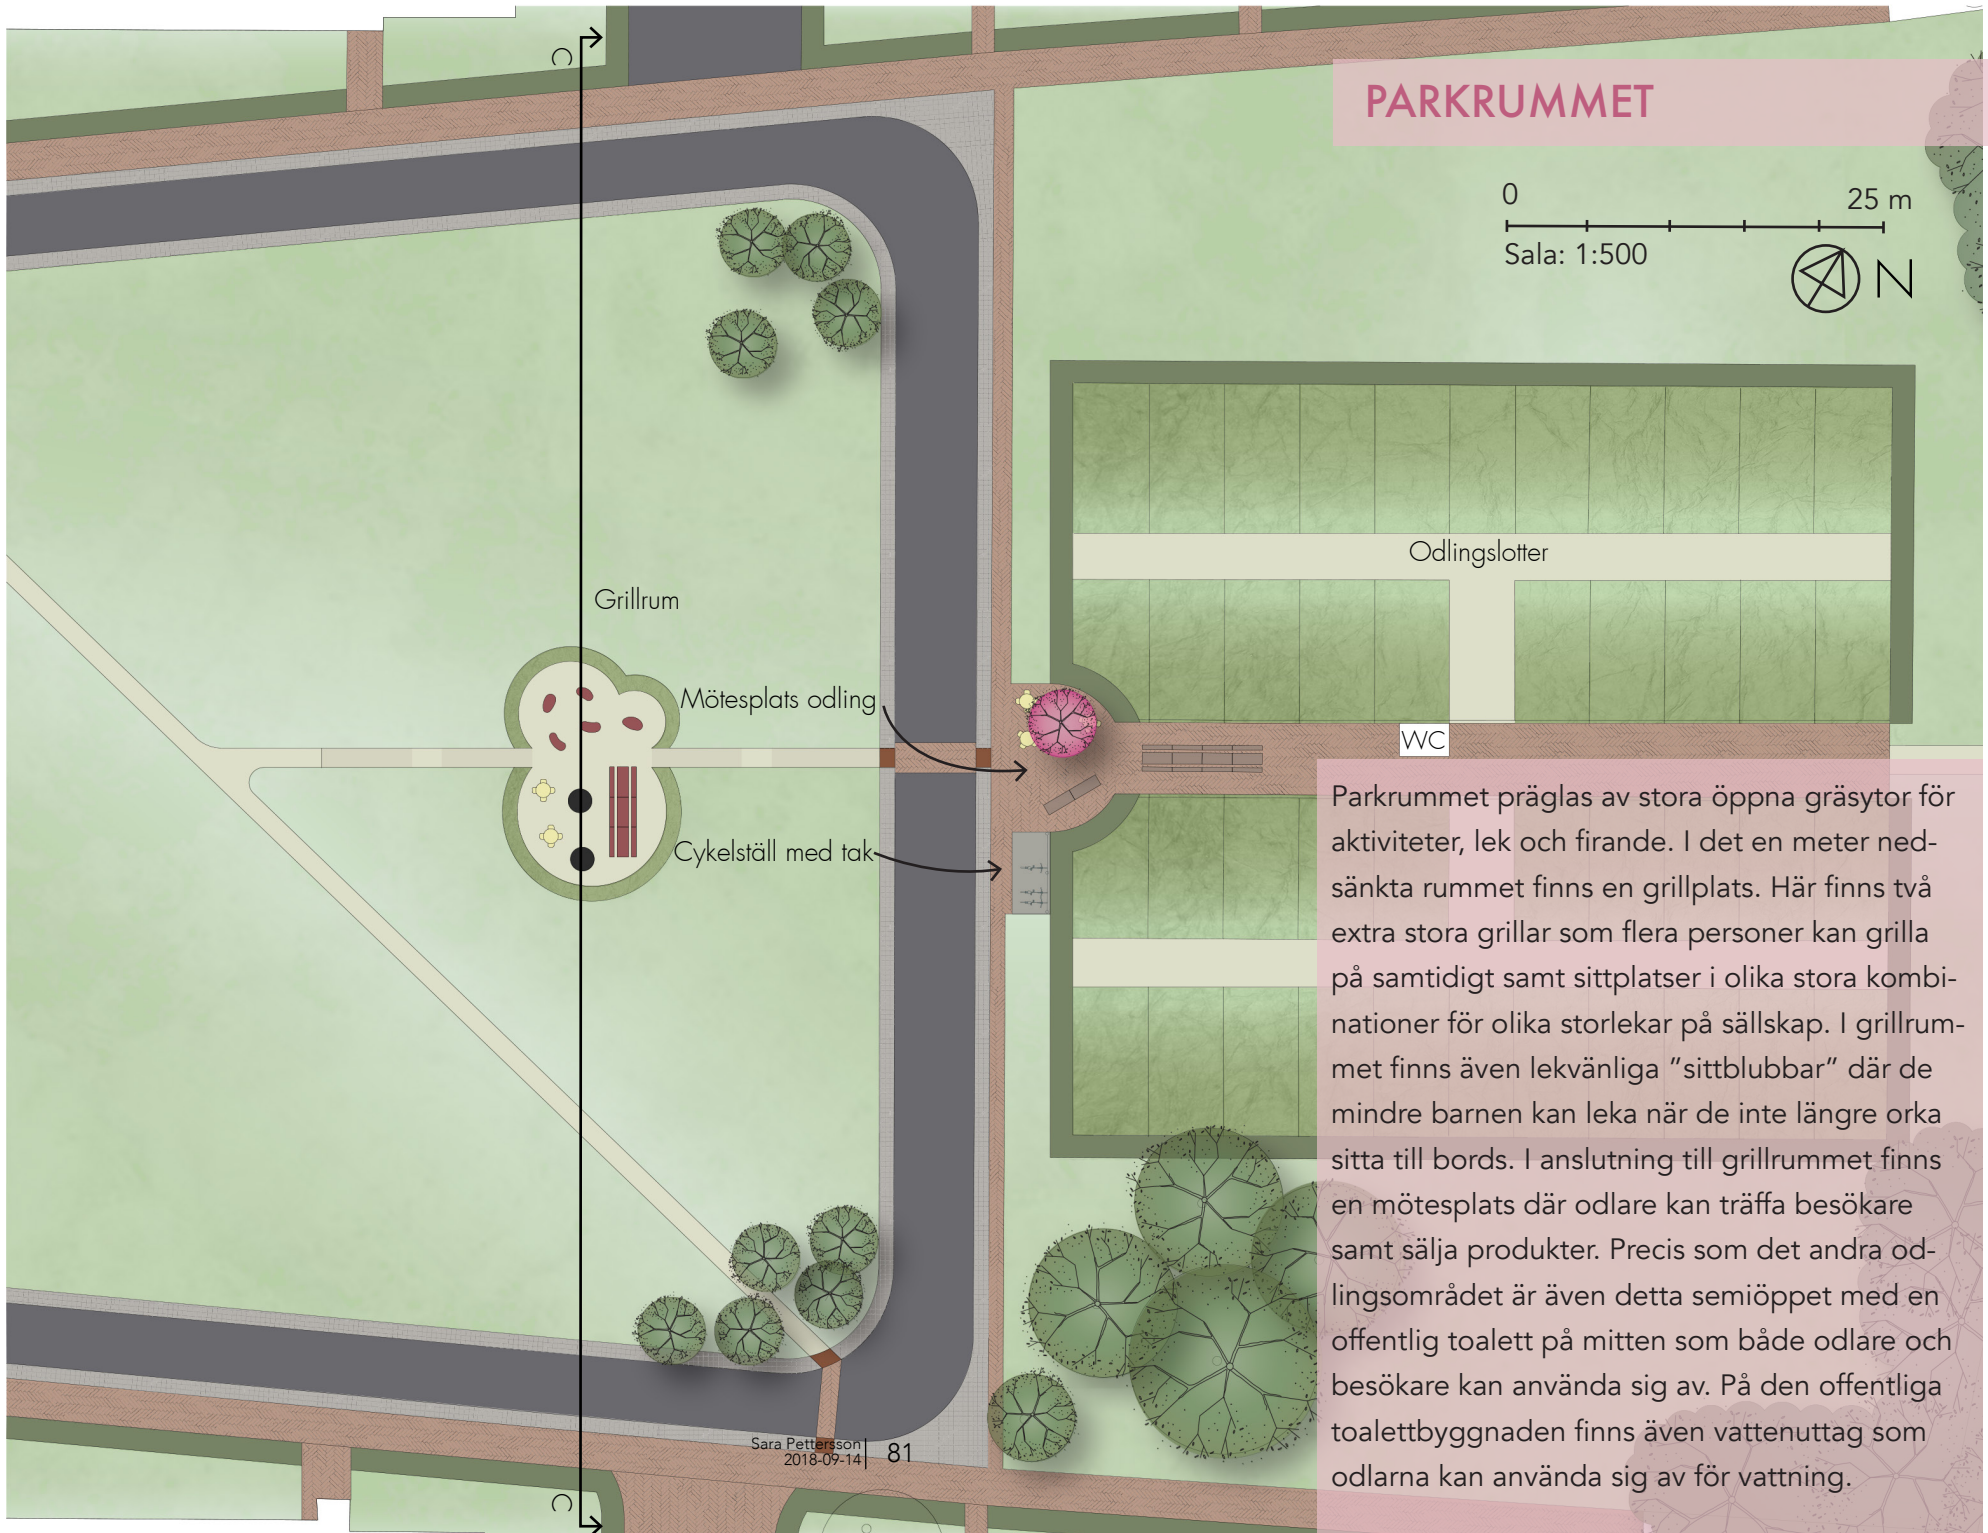 C
PARKRUMMET
0 25 m
Sala: 1:500
N
Odlingslotter
Grillrum
Mötesplats odling
WC
Cykelställ med tak
Parkrummet präglas av stora öppna gräsytor för
aktiviteter, lek och firande. I det en meter ned-
sänkta rummet finns en grillplats. Här finns två
extra stora grillar som flera personer kan grilla
på samtidigt samt sittplatser i olika stora kombi-
nationer för olika storlekar på sällskap. I grillrum-
met finns även lekvänliga ”sittblubbar” där de
mindre barnen kan leka när de inte längre orka
sitta till bords. I anslutning till grillrummet finns
en mötesplats där odlare kan träffa besökare
samt sälja produkter. Precis som det andra od-
lingsområdet är även detta semiöppet med en
offentlig toalett på mitten som både odlare och
besökare kan använda sig av. På den offentliga
toalettbyggnaden finns även vattenuttag som
odlarna kan använda sig av för vattning.
Sara Pettersson
2018-09-14 81
C